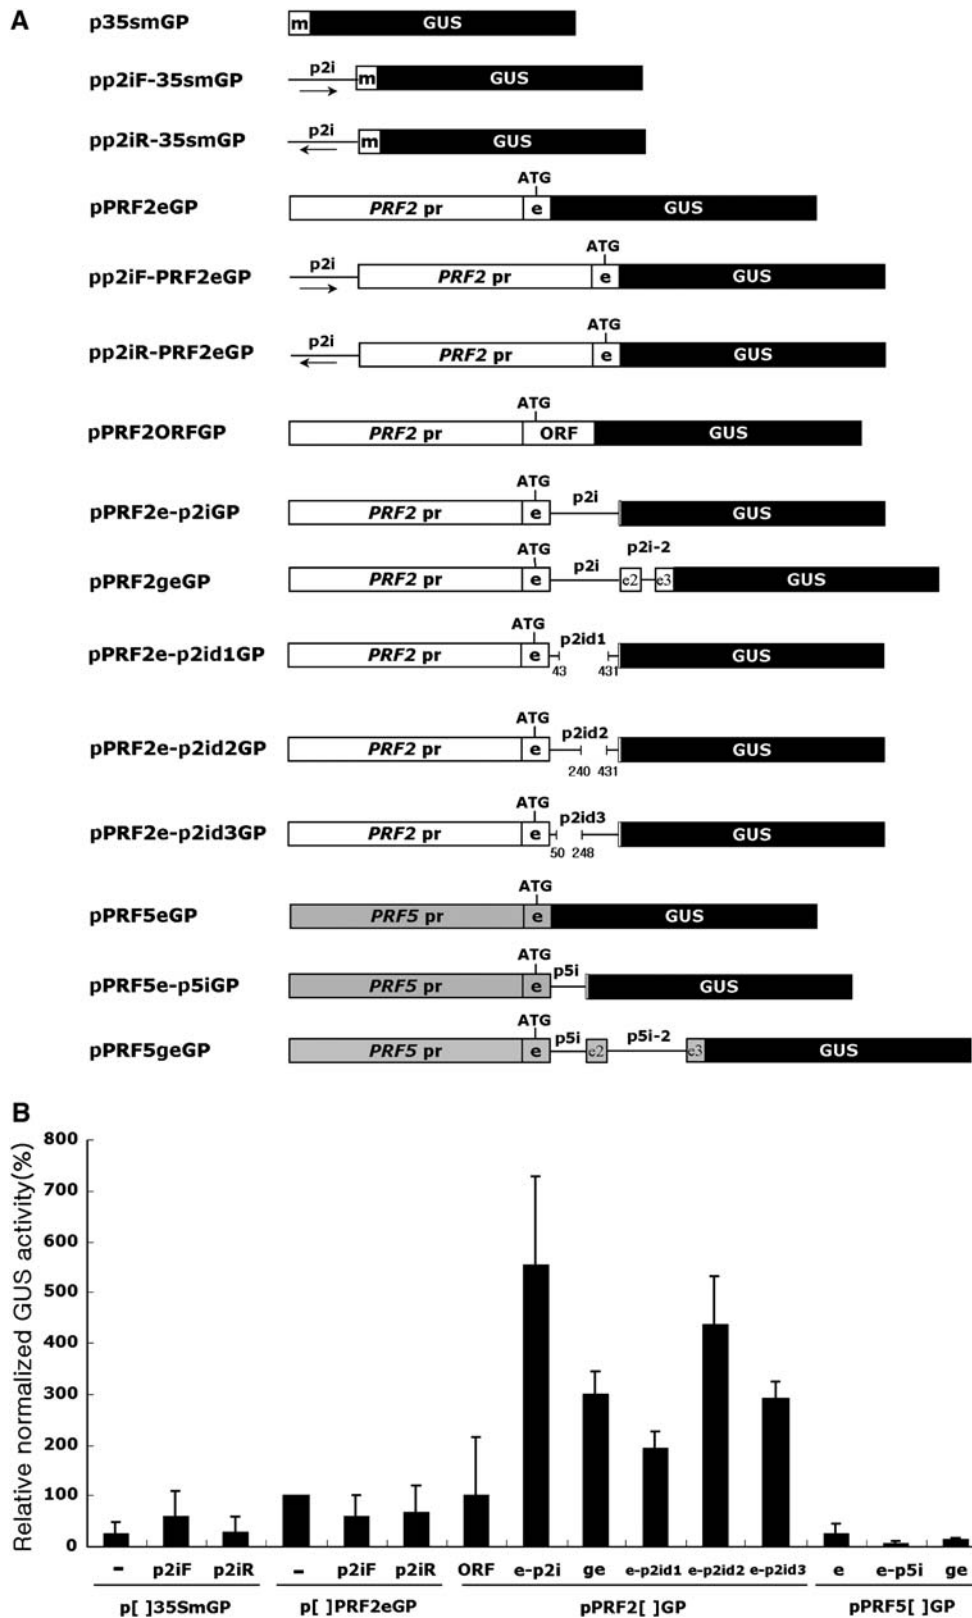 A
p35smGP
m
GUS
pp2iF-35smGP
p2i
m
GUS
pp2iR-35smGP
p2i
m
GUS
pPRF2eGP
ATG
PRF2 pr
e
GUS
pp2iF-PRF2eGP
p2i
ATG
PRF2 pr
e
GUS
pp2iR-PRF2eGP
p2i
ATG
PRF2 pr
e
GUS
pPRF2ORFGP
ATG
PRF2 pr
ORF
GUS
pPRF2e-p2iGP
ATG
PRF2 pr
e
p2i
GUS
pPRF2geGP
ATG
PRF2 pr
e
p2i
p2i-2
e2
e3
GUS
pPRF2e-p2id1GP
ATG
PRF2 pr
e
p2id1
43
431
GUS
pPRF2e-p2id2GP
ATG
PRF2 pr
e
p2id2
240
431
GUS
pPRF2e-p2id3GP
ATG
PRF2 pr
e
p2id3
50
248
GUS
pPRF5eGP
ATG
PRF5 pr
e
GUS
pPRF5e-p5iGP
ATG
PRF5 pr
e
p5i
GUS
pPRF5geGP
ATG
PRF5 pr
e
p5i
e2
p5i-2
e3
GUS
B
Relative normalized GUS activity(%)
800
700
600
500
400
300
200
100
0
- p2iF p2iR - p2iF p2iR ORF e-p2i ge e-p2id1 e-p2id2 e-p2id3 e e-p5i ge
p[ ]35SmGP p[ ]PRF2eGP pPRF2[ ]GP pPRF5[ ]GP